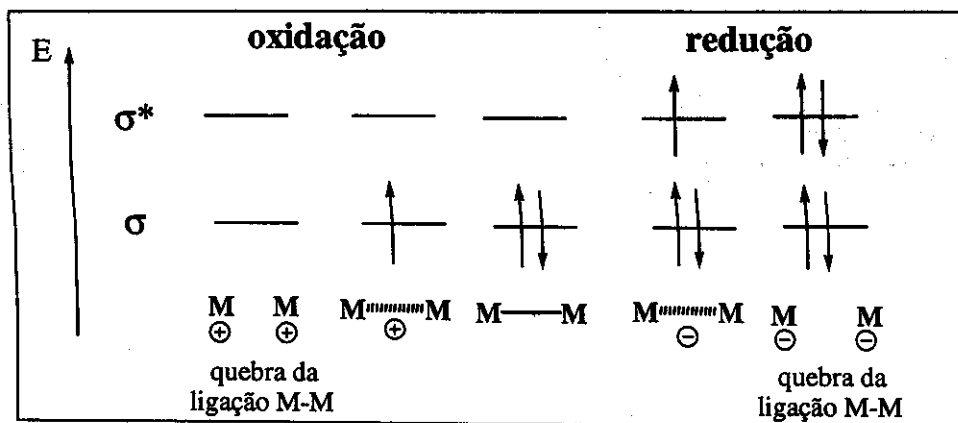 oxidação redução
E
σ*
σ
M M M M M M M M M M
+ + + - - -
quebra da quebra da
ligação M-M ligação M-M